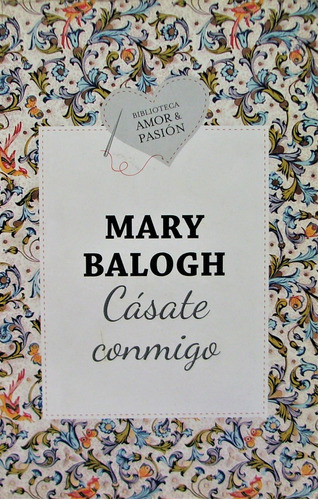 BIBLIOTECA
AMOR &
PASIÓN
MARY
BALOGH
Cásate
conmigo